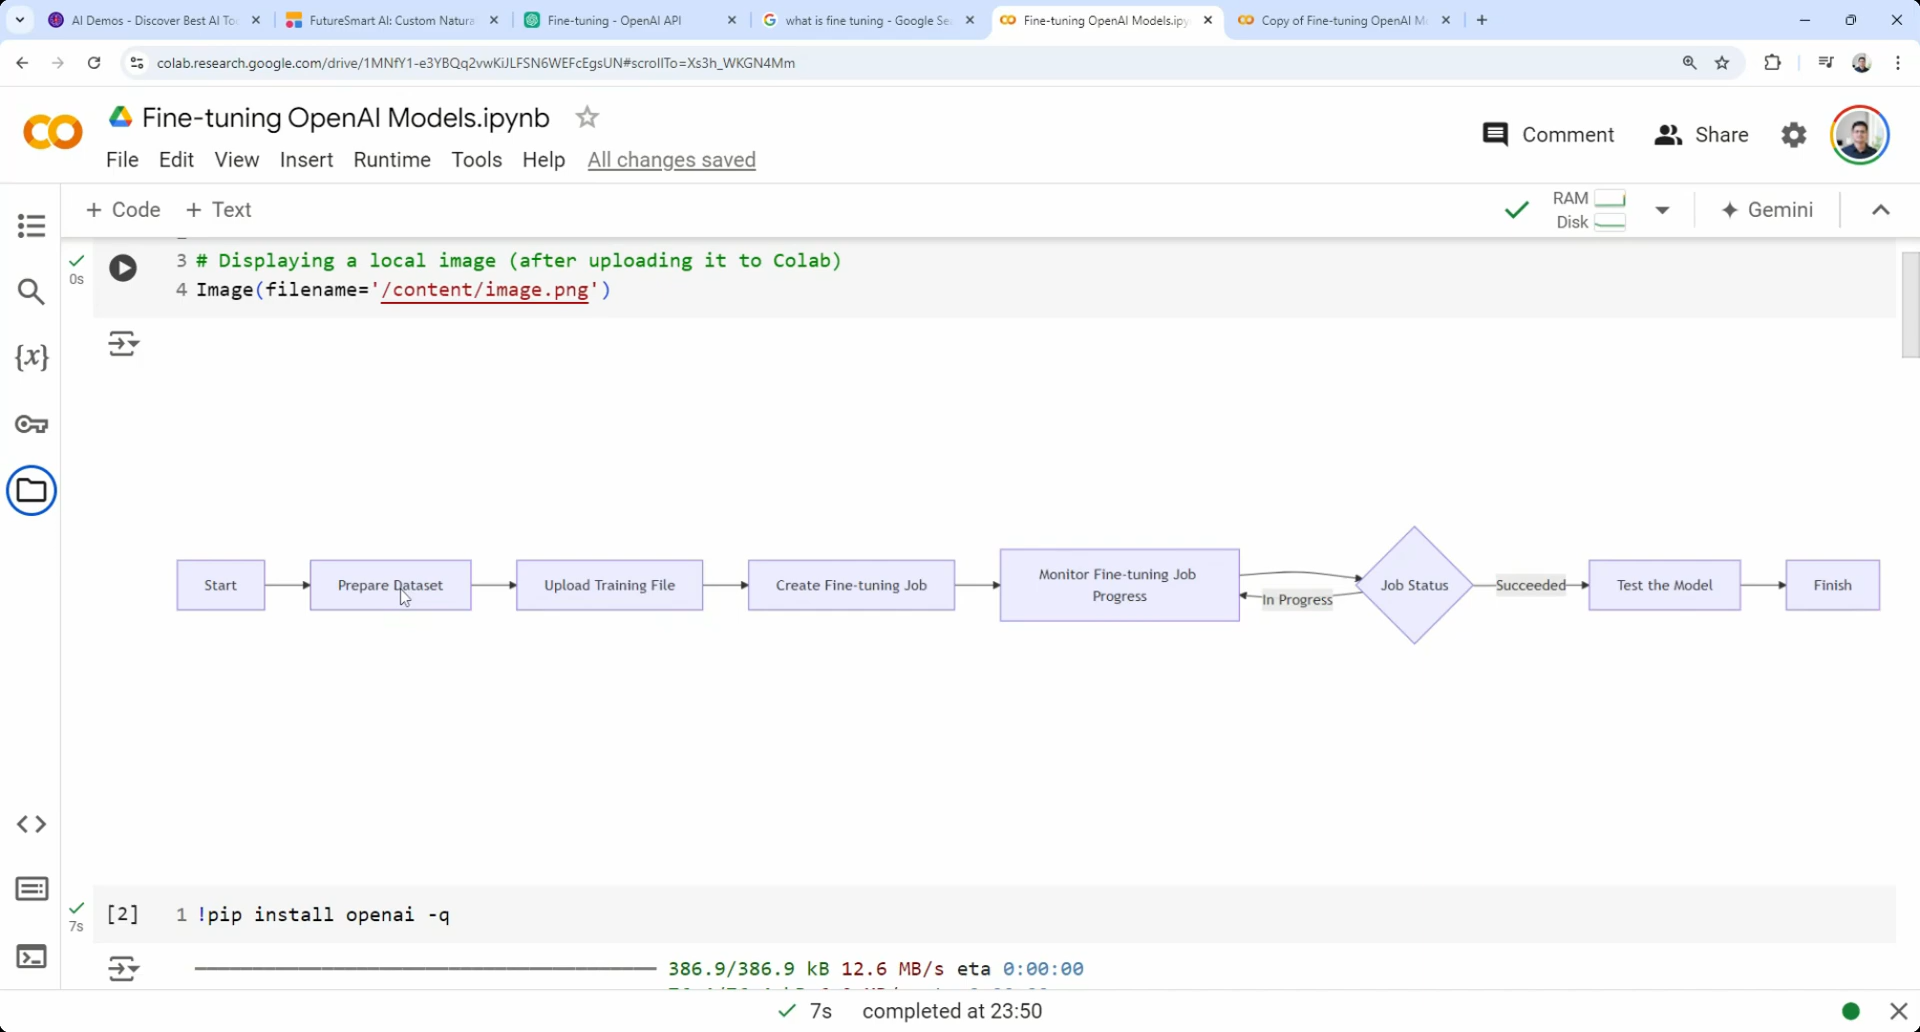 AI Demos - Discover Best AI To
FutureSmart AI: Custom Natura
Fine-tuning - OpenAI API
what is fine tuning - Google Se
Fine-tuning OpenAI Models.ipy
Copy of Fine-tuning OpenAI M
colab.research.google.com/drive/1MNfY1-e3YBQq2vwKiJLFSN6WEFcEgsUN#scrollTo=Xs3h_WKGN4Mm
Fine-tuning OpenAI Models.ipynb
Comment
Share
File Edit View Insert Runtime Tools Help All changes saved
+ Code + Text
RAM
Disk
Gemini
3 # Displaying a local image (after uploading it to Colab)
0s
4 Image(filename='/content/image.png')
{x}
Start
Prepare Dataset
Upload Training File
Create Fine-tuning Job
Monitor Fine-tuning Job
Progress
In Progress
Job Status
Succeeded
Test the Model
Finish
[2] 1 !pip install openai -q
7s
386.9/386.9 kB 12.6 MB/s eta 0:00:00
7s completed at 23:50